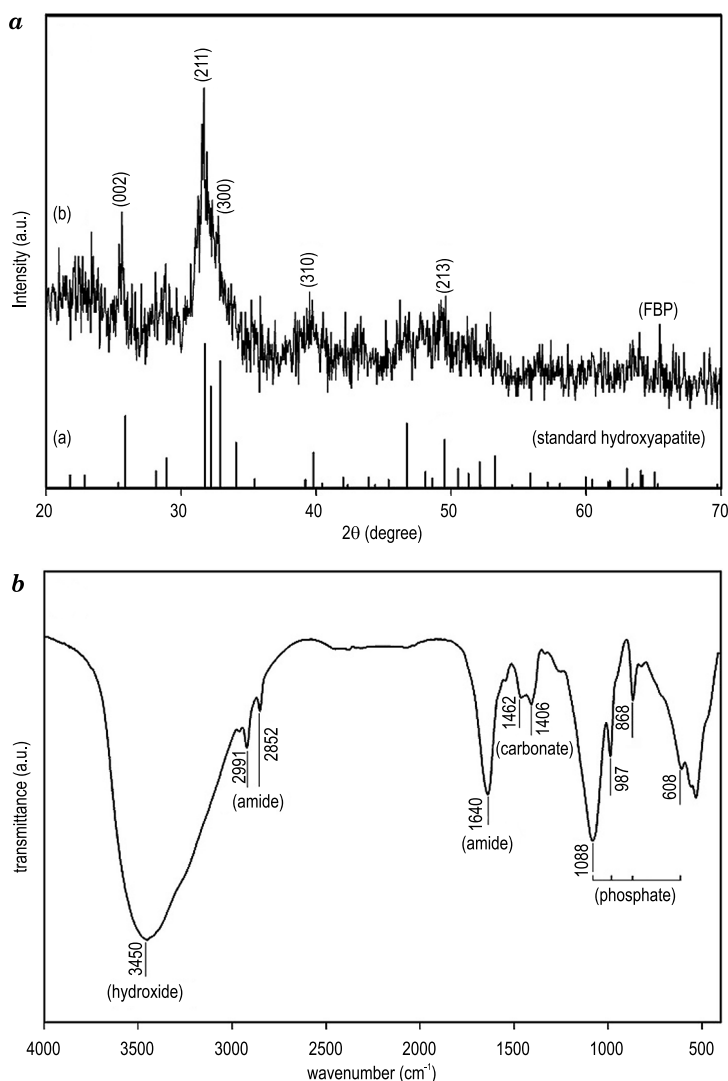 a
(211)
(002)
(300)
(b)
(310)
(213)
(FBP)
Intensity (a.u.)
(a)
(standard hydroxyapatite)
20
30
40
50
60
70
2θ (degree)
b
transmittance (a.u.)
3450
(hydroxide)
2991
2852
(amide)
1640
(amide)
1462
1406
(carbonate)
1088
987
868
608
(phosphate)
4000
3500
3000
2500
2000
1500
1000
500
wavenumber (cm⁻¹)